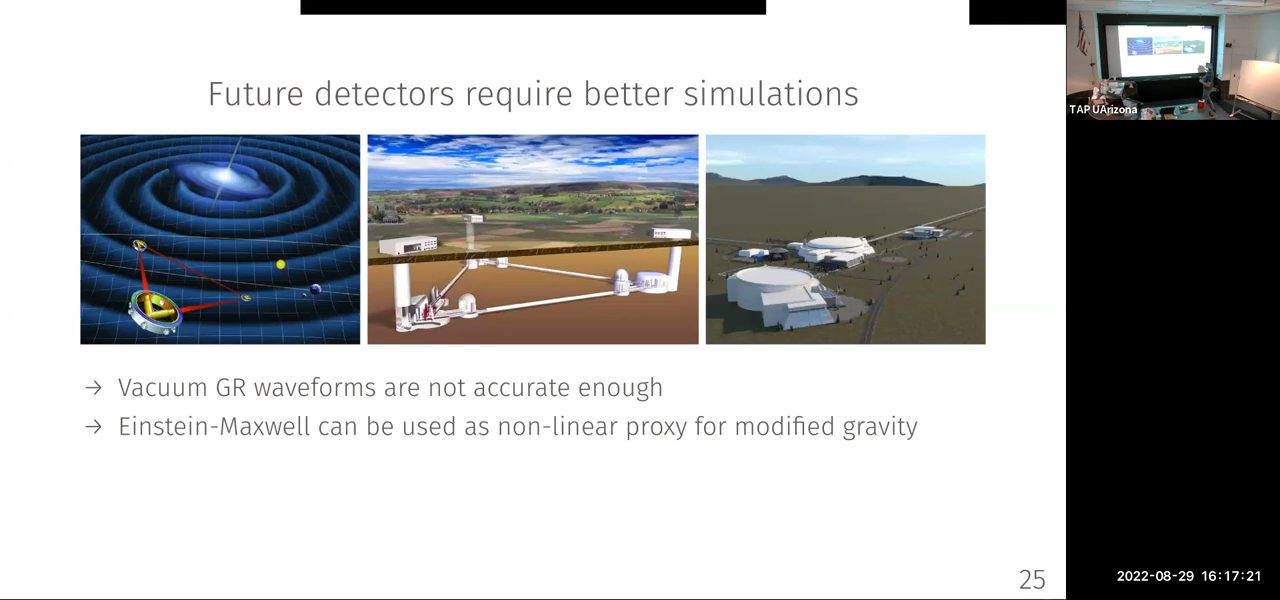 Future detectors require better simulations
→ Vacuum GR waveforms are not accurate enough
→ Einstein-Maxwell can be used as non-linear proxy for modified gravity
25
TAP UArizona
2022-08-29 16:17:21